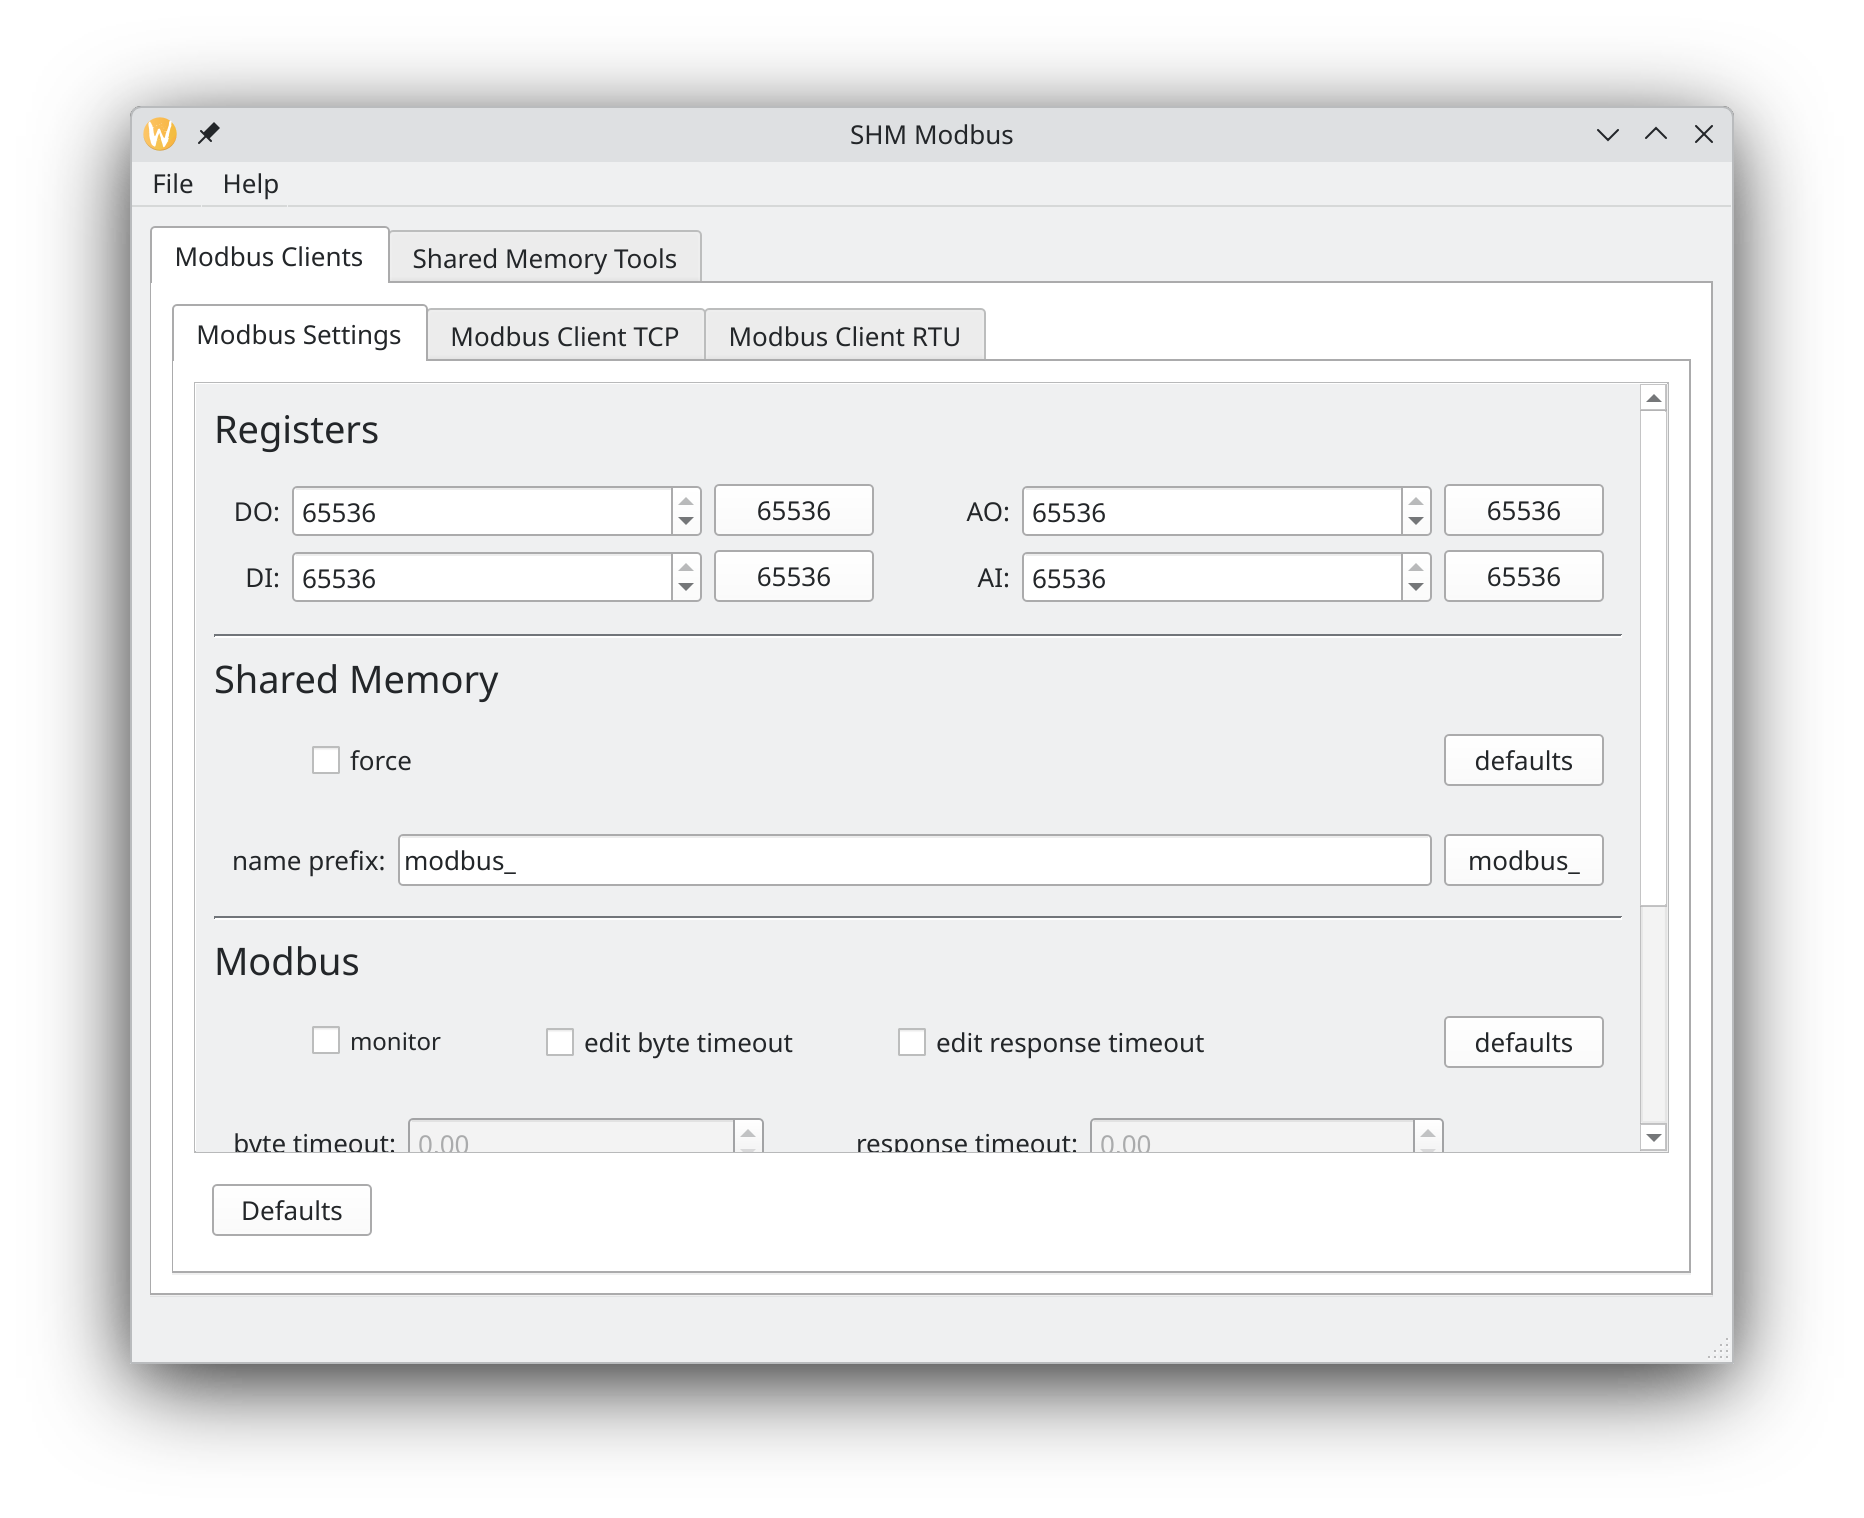 SHM Modbus
File Help
Modbus Clients Shared Memory Tools
Modbus Settings Modbus Client TCP Modbus Client RTU
Registers
DO: 65536 65536 AO: 65536 65536
DI: 65536 65536 AI: 65536 65536
Shared Memory
force defaults
name prefix: modbus_ modbus_
Modbus
monitor edit byte timeout edit response timeout defaults
byte timeout: 0.00 response timeout: 0.00
Defaults